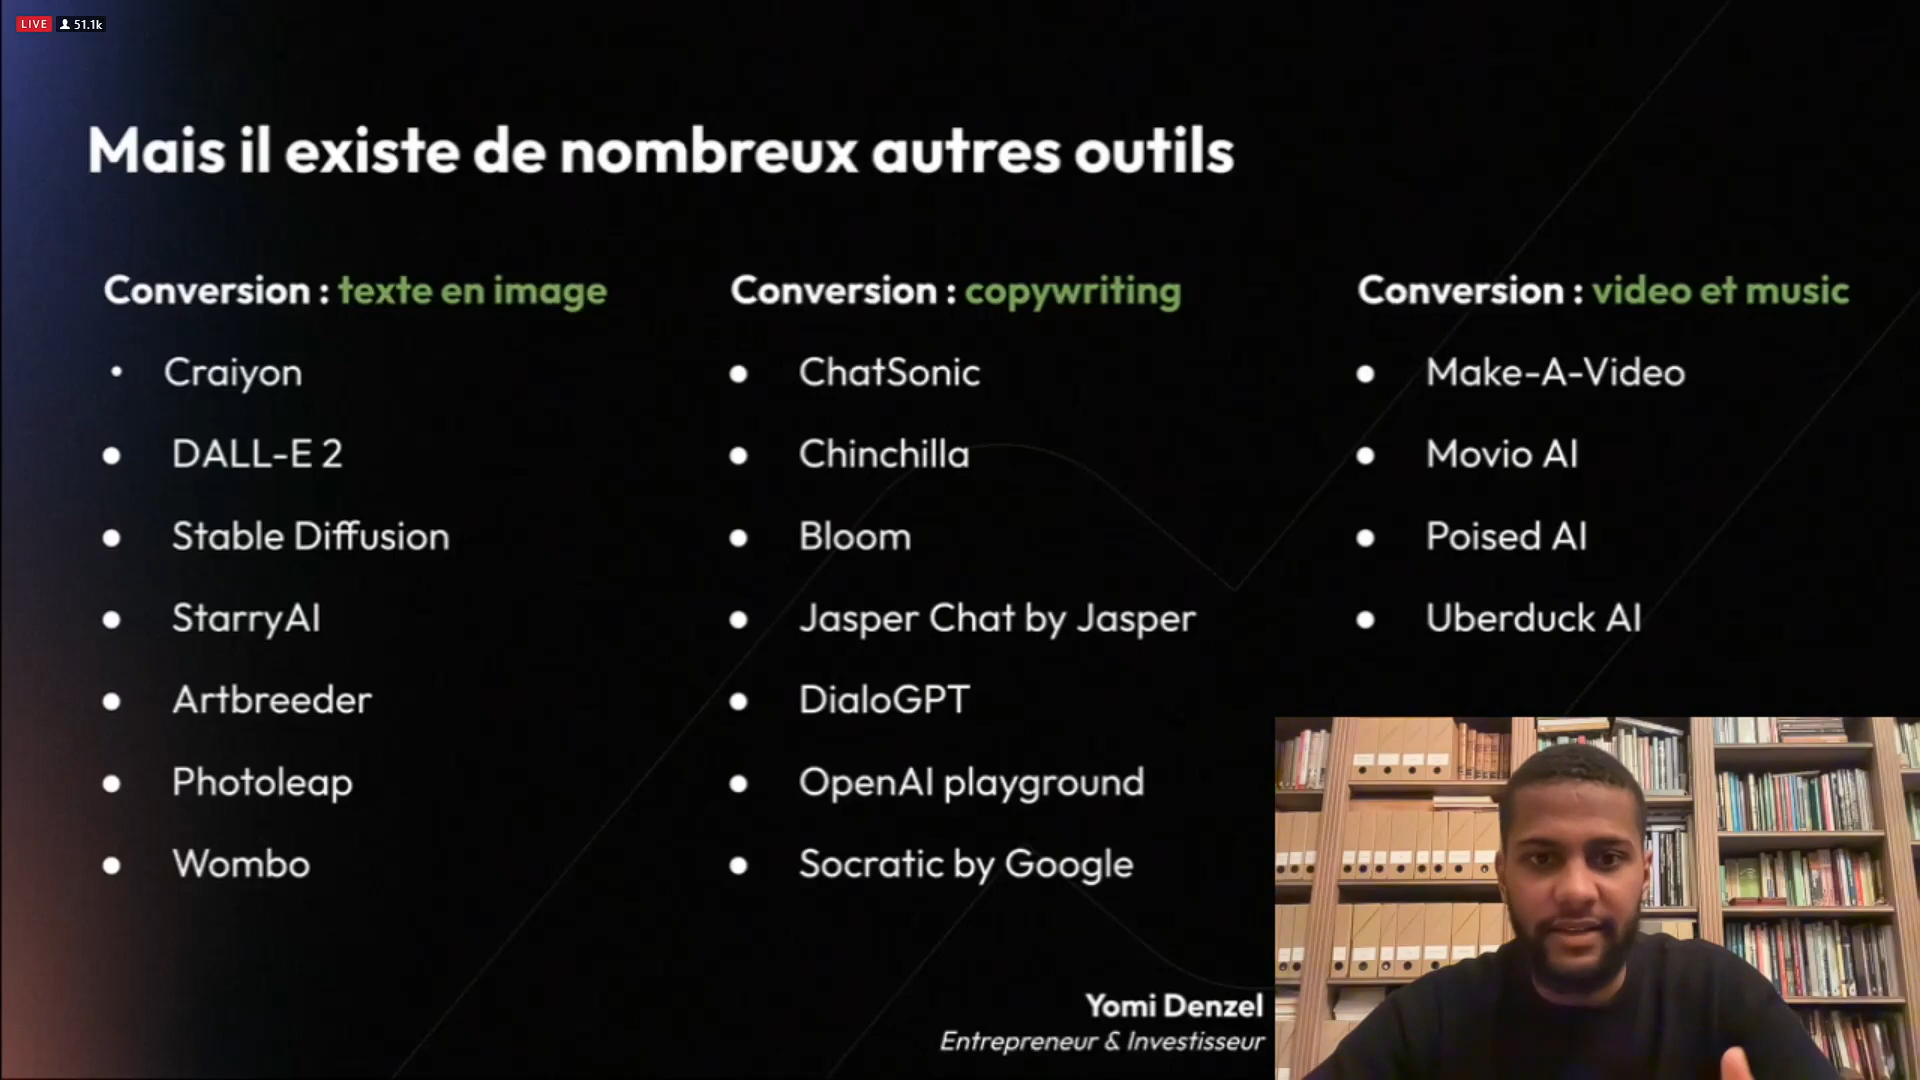 LIVE 51.1k
Mais il existe de nombreux autres outils
Conversion : texte en image
• Craiyon
● DALL-E 2
● Stable Diffusion
● StarryAI
● Artbreeder
● Photoleap
● Wombo
Conversion : copywriting
● ChatSonic
● Chinchilla
● Bloom
● Jasper Chat by Jasper
● DialoGPT
● OpenAI playground
● Socratic by Google
Conversion : video et music
● Make-A-Video
● Movio AI
● Poised AI
● Uberduck AI
Yomi Denzel
Entrepreneur & Investisseur